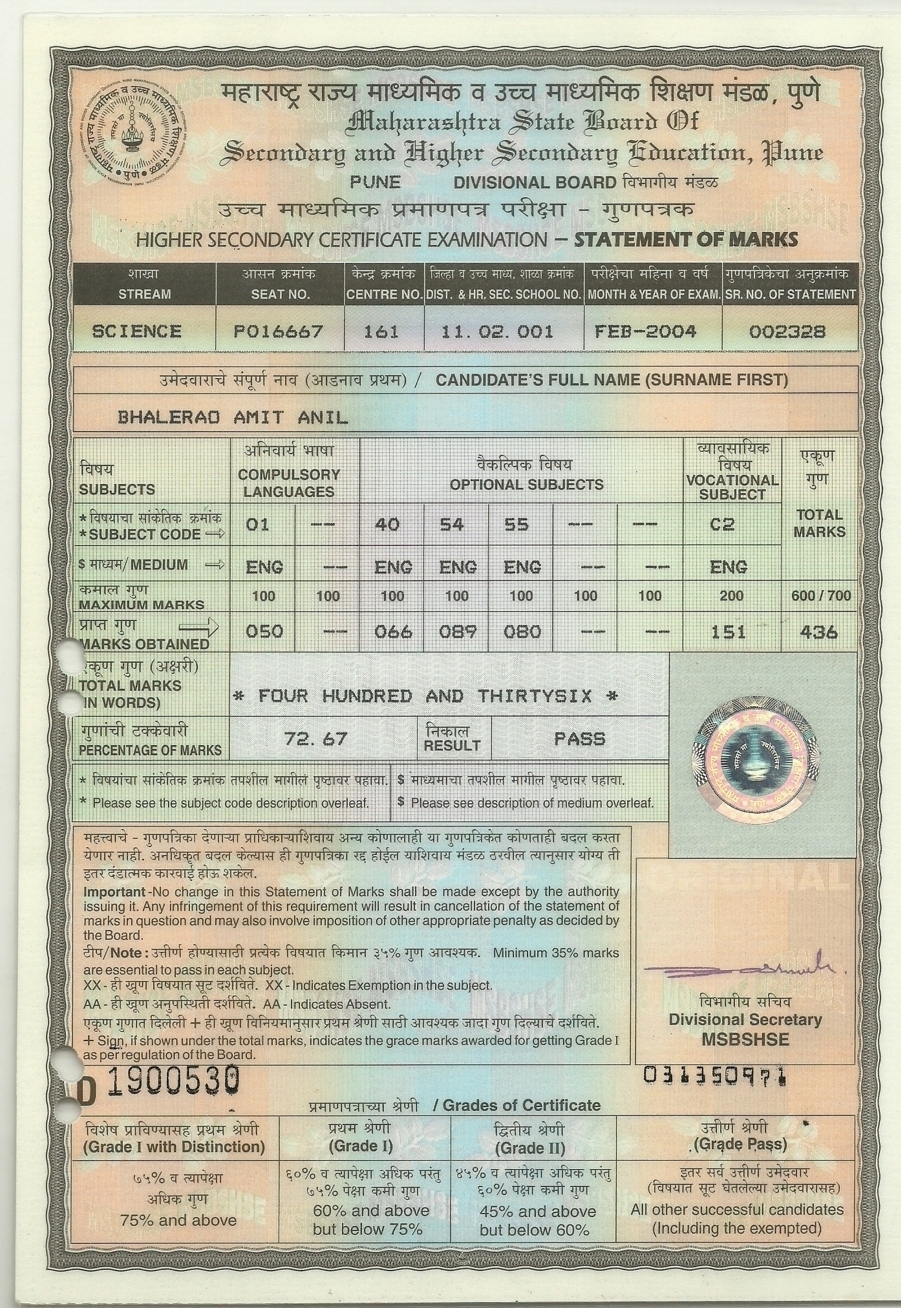 महाराष्ट्र राज्य माध्यमिक व उच्च माध्यमिक शिक्षण मंडळ, पुणे
Maharashtra State Board Of
Secondary and Higher Secondary Education, Pune
PUNE DIVISIONAL BOARD विभागीय मंडळ
उच्च माध्यमिक प्रमाणपत्र परीक्षा - गुणपत्रक
HIGHER SECONDARY CERTIFICATE EXAMINATION – STATEMENT OF MARKS
शाखा आसन क्रमांक केन्द्र क्रमांक जिल्हा व उच्च माध्य. शाळा क्रमांक परीक्षेचा महिना व वर्ष गुणपत्रिकेचा अनुक्रमांक
STREAM SEAT NO. CENTRE NO. DIST. & HR. SEC. SCHOOL NO. MONTH & YEAR OF EXAM. SR. NO. OF STATEMENT
SCIENCE P016667 161 11.02.001 FEB-2004 002328
उमेदवाराचे संपूर्ण नाव (आडनाव प्रथम) / CANDIDATE'S FULL NAME (SURNAME FIRST)
BHALERAO AMIT ANIL
विषय SUBJECTS
अनिवार्य भाषा COMPULSORY LANGUAGES
वैकल्पिक विषय OPTIONAL SUBJECTS
व्यावसायिक विषय VOCATIONAL SUBJECT
एकूण गुण TOTAL MARKS
* विषयाचा सांकेतिक क्रमांक
* SUBJECT CODE ⇨ 01 -- 40 54 55 -- -- C2
$ माध्यम/ MEDIUM ⇨ ENG -- ENG ENG ENG -- -- ENG
कमाल गुण
MAXIMUM MARKS 100 100 100 100 100 100 100 200 600 / 700
प्राप्त गुण
MARKS OBTAINED 050 -- 066 089 080 -- -- 151 436
एकूण गुण (अक्षरी)
TOTAL MARKS
(IN WORDS)
* FOUR HUNDRED AND THIRTYSIX *
गुणांची टक्केवारी
PERCENTAGE OF MARKS 72.67 निकाल RESULT PASS
* विषयांचा सांकेतिक क्रमांक तपशील मागील पृष्ठावर पहावा. $ माध्यमाचा तपशील मागील पृष्ठावर पहावा.
* Please see the subject code description overleaf. $ Please see description of medium overleaf.
महत्त्वाचे - गुणपत्रिका देणाऱ्या प्राधिकाऱ्याशिवाय अन्य कोणालाही या गुणपत्रिकेत कोणताही बदल करता
येणार नाही. अनधिकृत बदल केल्यास ही गुणपत्रिका रद्द होईल याशिवाय मंडळ ठरवील त्यानुसार योग्य ती
इतर दंडात्मक कारवाई होऊ शकेल.
Important -No change in this Statement of Marks shall be made except by the authority
issuing it. Any infringement of this requirement will result in cancellation of the statement of
marks in question and may also involve imposition of other appropriate penalty as decided by
the Board.
टीप/Note : उत्तीर्ण होण्यासाठी प्रत्येक विषयात किमान ३५% गुण आवश्यक. Minimum 35% marks
are essential to pass in each subject.
XX - ही खूण विषयात सूट दर्शविते. XX - Indicates Exemption in the subject.
AA - ही खूण अनुपस्थिती दर्शविते. AA - Indicates Absent.
एकूण गुणात दिलेली + ही खूण विनियमानुसार प्रथम श्रेणी साठी आवश्यक जादा गुण दिल्याचे दर्शविते.
+ Sign, if shown under the total marks, indicates the grace marks awarded for getting Grade I
as per regulation of the Board.
ORIGINAL
विभागीय सचिव
Divisional Secretary
MSBSHSE
D 1900530 031350971
प्रमाणपत्राच्या श्रेणी / Grades of Certificate
विशेष प्राविण्यासह प्रथम श्रेणी
(Grade I with Distinction)
प्रथम श्रेणी
(Grade I)
द्वितीय श्रेणी
(Grade II)
उत्तीर्ण श्रेणी
(Grade Pass)
७५% व त्यापेक्षा
अधिक गुण
75% and above
६०% व त्यापेक्षा अधिक परंतु
७५% पेक्षा कमी गुण
60% and above
but below 75%
४५% व त्यापेक्षा अधिक परंतु
६०% पेक्षा कमी गुण
45% and above
but below 60%
इतर सर्व उत्तीर्ण उमेदवार
(विषयात सूट घेतलेल्या उमेदवारासह)
All other successful candidates
(Including the exempted)